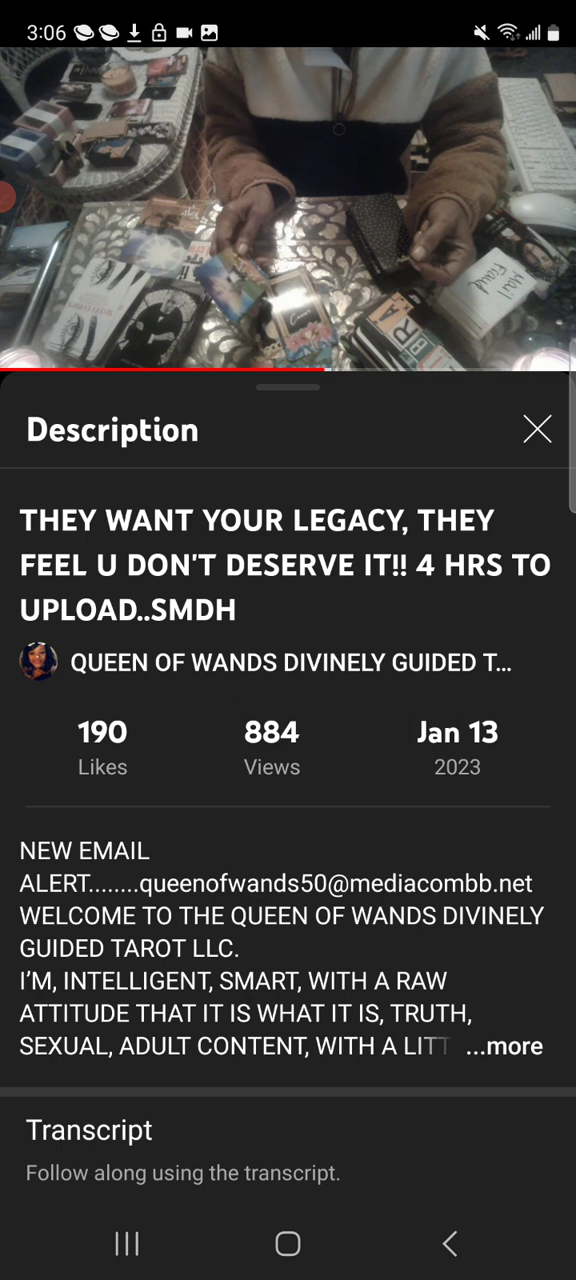 3:06
Fraud
Mail
Description
THEY WANT YOUR LEGACY, THEY
FEEL U DON'T DESERVE IT!! 4 HRS TO
UPLOAD..SMDH
QUEEN OF WANDS DIVINELY GUIDED T...
190 884 Jan 13
Likes Views 2023
NEW EMAIL
ALERT........queenofwands50@mediacombb.net
WELCOME TO THE QUEEN OF WANDS DIVINELY
GUIDED TAROT LLC.
I'M, INTELLIGENT, SMART, WITH A RAW
ATTITUDE THAT IT IS WHAT IT IS, TRUTH,
SEXUAL, ADULT CONTENT, WITH A LITT ...more
Transcript
Follow along using the transcript.